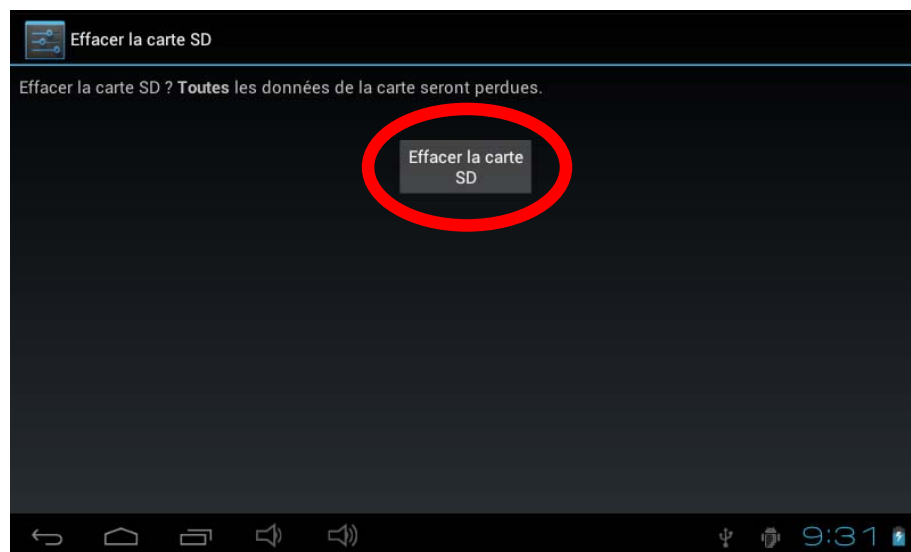 Effacer la carte SD
Effacer la carte SD ? Toutes les données de la carte seront perdues.
Effacer la carte
SD
9:31